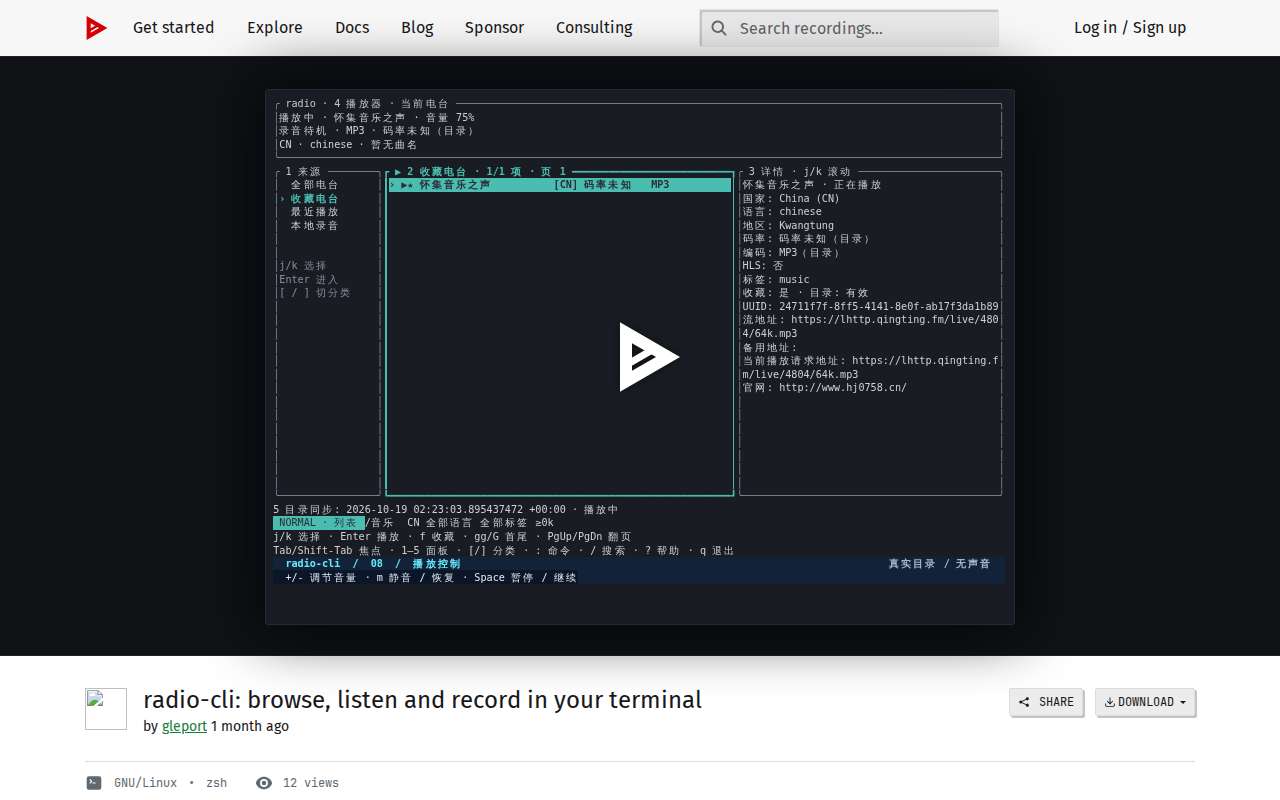 Get started Explore Docs Blog Sponsor Consulting Search recordings... Log in / Sign up
radio · 4 播放器 · 当前电台
播放中 · 怀集音乐之声 · 音量 75%
录音待机 · MP3 · 码率未知（目录）
CN · chinese · 暂无曲名
1 来源
全部电台
› 收藏电台
最近播放
本地录音
j/k 选择
Enter 进入
[ / ] 切分类
▶ 2 收藏电台 · 1/1 项 · 页 1
› ▶★ 怀集音乐之声 [CN] 码率未知 MP3
3 详情 · j/k 滚动
怀集音乐之声 · 正在播放
国家: China (CN)
语言: chinese
地区: Kwangtung
码率: 码率未知（目录）
编码: MP3（目录）
HLS: 否
标签: music
收藏: 是 · 目录: 有效
UUID: 24711f7f-8ff5-4141-8e0f-ab17f3da1b89
流地址: https://lhttp.qingting.fm/live/480
4/64k.mp3
备用地址:
当前播放请求地址: https://lhttp.qingting.f
m/live/4804/64k.mp3
官网: http://www.hj0758.cn/
5 目录同步: 2026-10-19 02:23:03.895437472 +00:00 · 播放中
NORMAL · 列表 /音乐 CN 全部语言 全部标签 ≥0k
j/k 选择 · Enter 播放 · f 收藏 · gg/G 首尾 · PgUp/PgDn 翻页
Tab/Shift-Tab 焦点 · 1–5 面板 · [/] 分类 · : 命令 · / 搜索 · ? 帮助 · q 退出
radio-cli / 08 / 播放控制 真实目录 / 无声音
+/- 调节音量 · m 静音 / 恢复 · Space 暂停 / 继续
radio-cli: browse, listen and record in your terminal
by gleport 1 month ago
SHARE DOWNLOAD
GNU/Linux • zsh 12 views